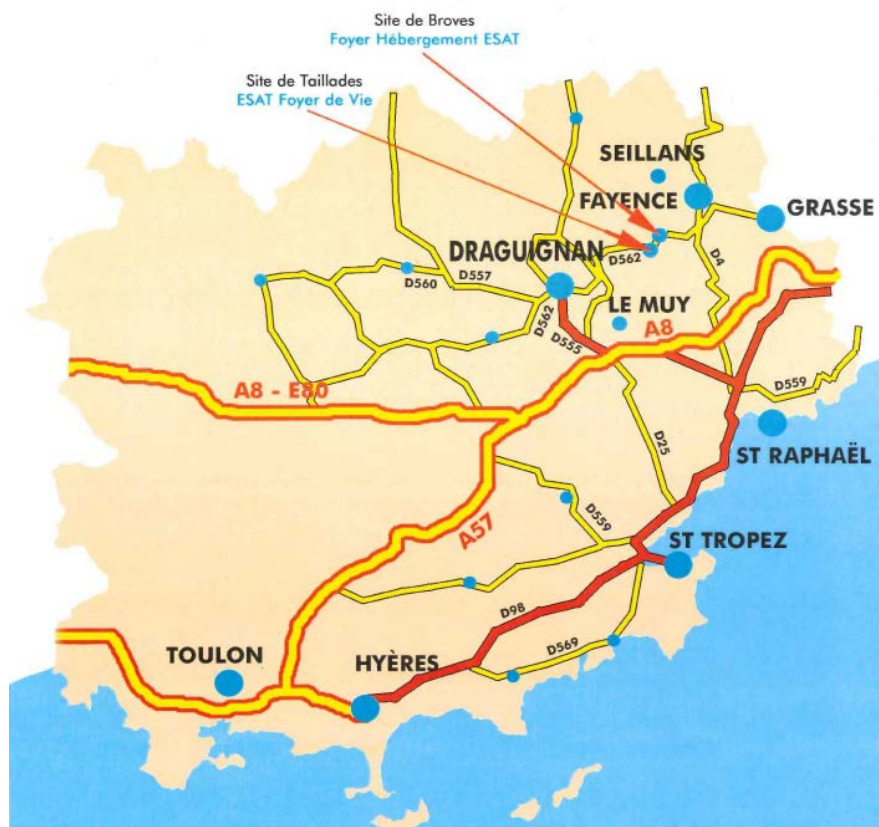 Site de Broves
Foyer Hébergement ESAT
Site de Taillades
ESAT Foyer de Vie
SEILLANS
FAYENCE
GRASSE
DRAGUIGNAN
D562
D4
D557
D560
LE MUY
D562
A8
D555
A8 - E80
D559
D25
ST RAPHAËL
A57
D559
ST TROPEZ
D98
D569
TOULON
HYÈRES